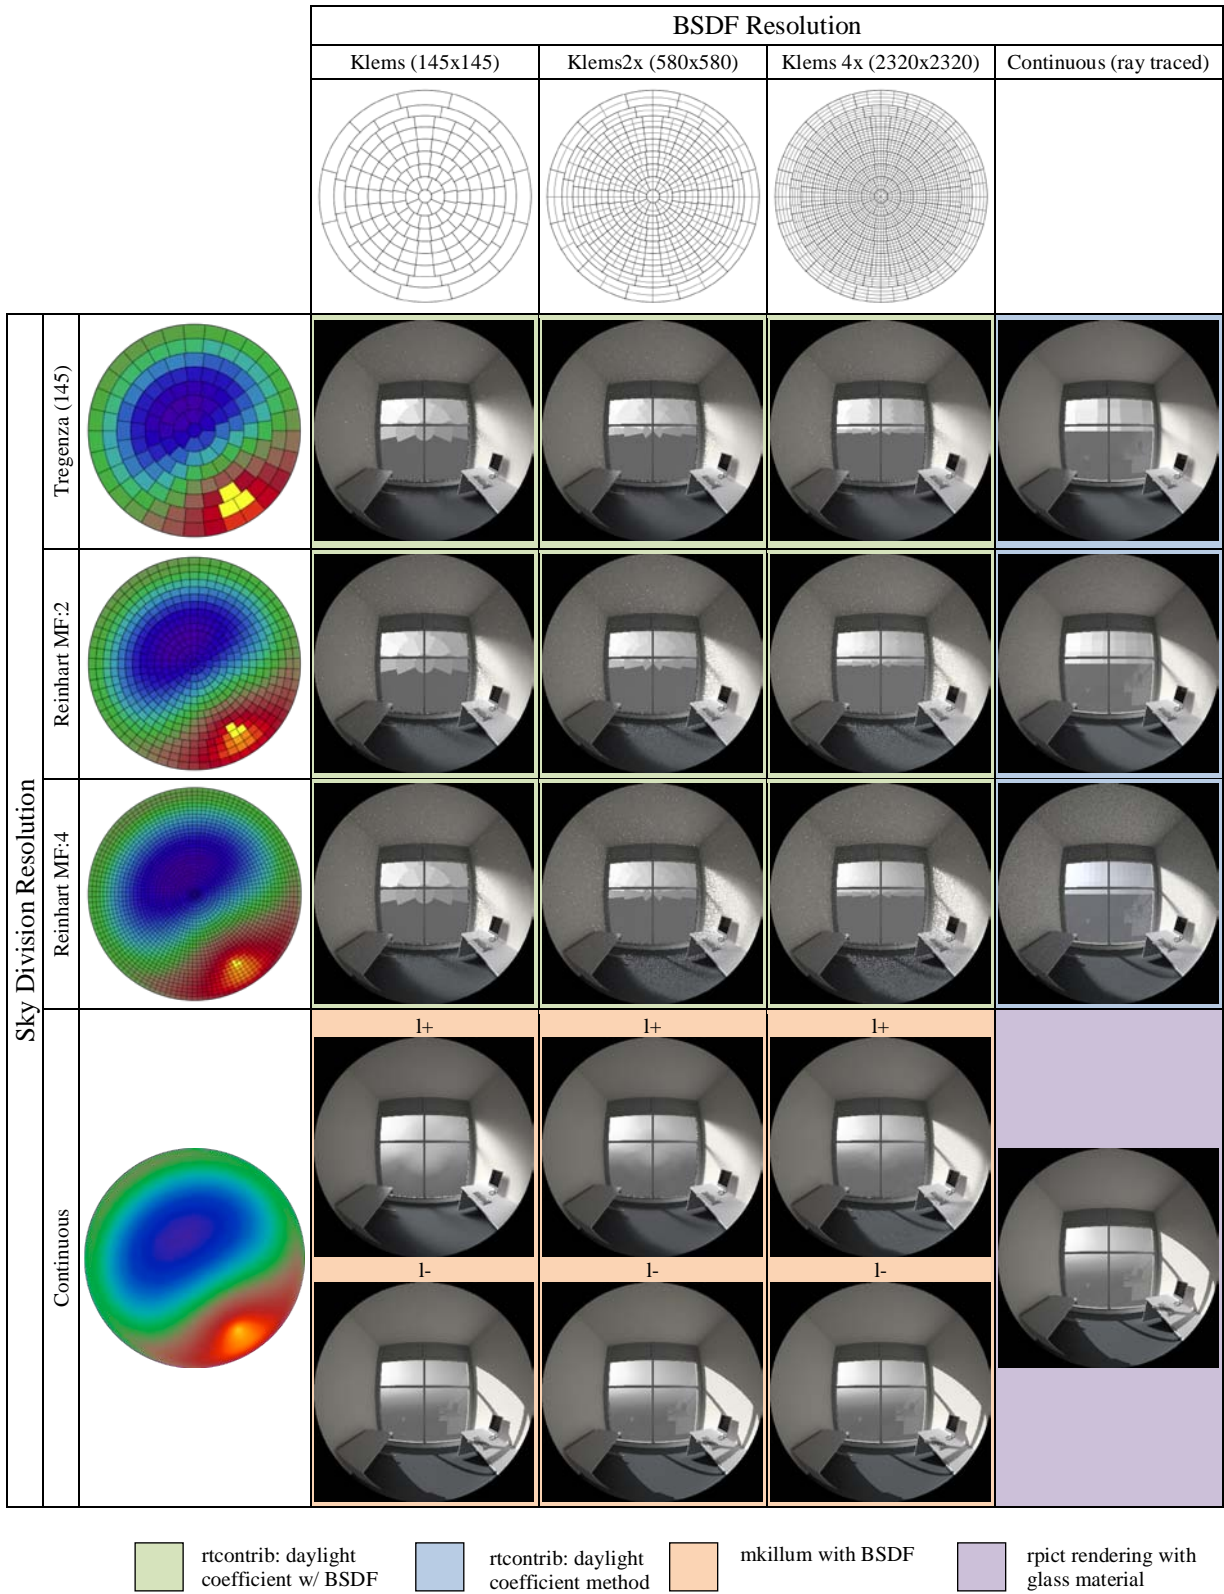 BSDF Resolution
Klems (145x145)
Klems2x (580x580)
Klems 4x (2320x2320)
Continuous (ray traced)
Sky Division Resolution
Tregenza (145)
Reinhart MF:2
Reinhart MF:4
Continuous
l+
l+
l+
l-
l-
l-
rtcontrib: daylight
coefficient w/ BSDF
rtcontrib: daylight
coefficient method
mkillum with BSDF
rpict rendering with
glass material